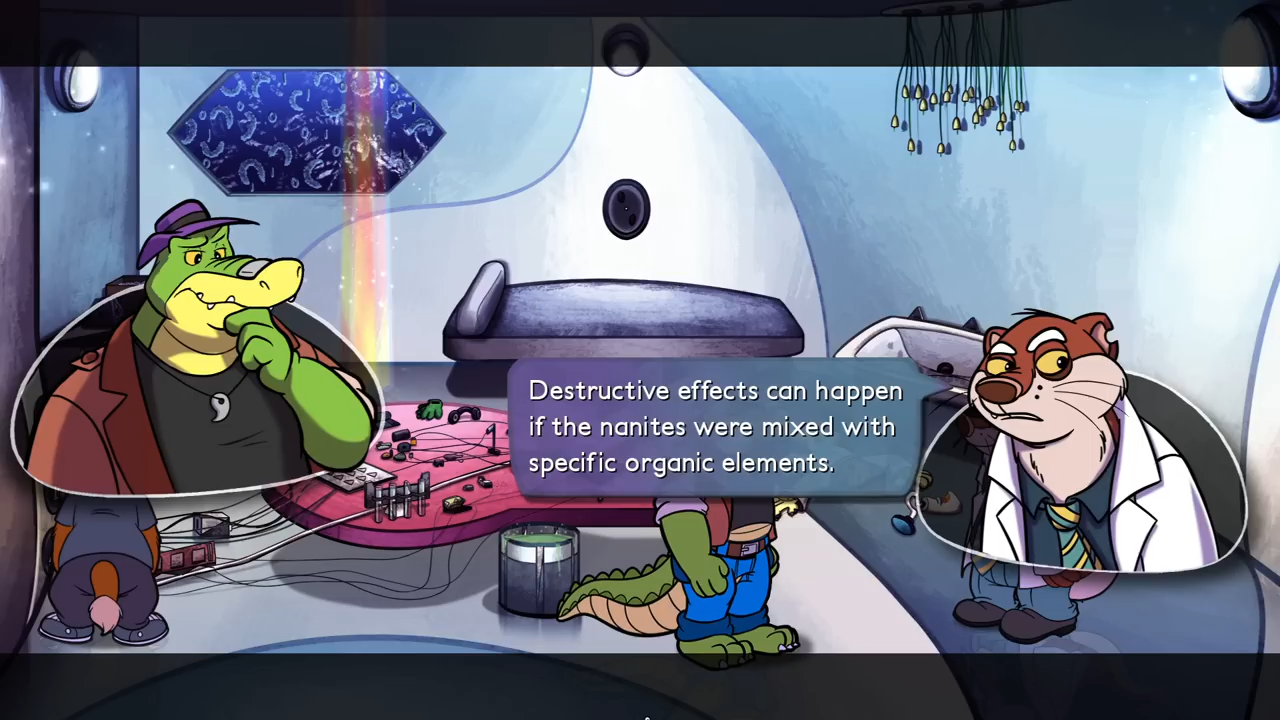 Destructive effects can happen
if the nanites were mixed with
specific organic elements.